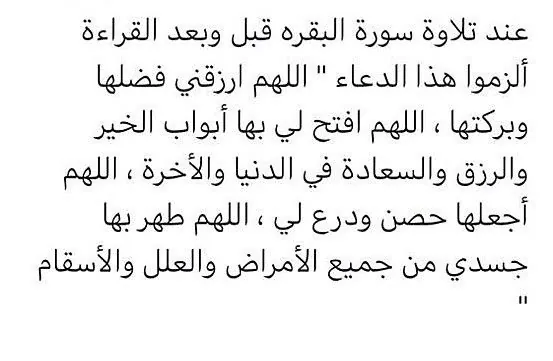 عند تلاوة سورة البقره قبل وبعد القراءة
ألزموا هذا الدعاء " اللهم ارزقني فضلها
وبركتها ، اللهم افتح لي بها أبواب الخير
والرزق والسعادة في الدنيا والأخرة ، اللهم
أجعلها حصن ودرع لي ، اللهم طهر بها
جسدي من جميع الأمراض والعلل والأسقام
"